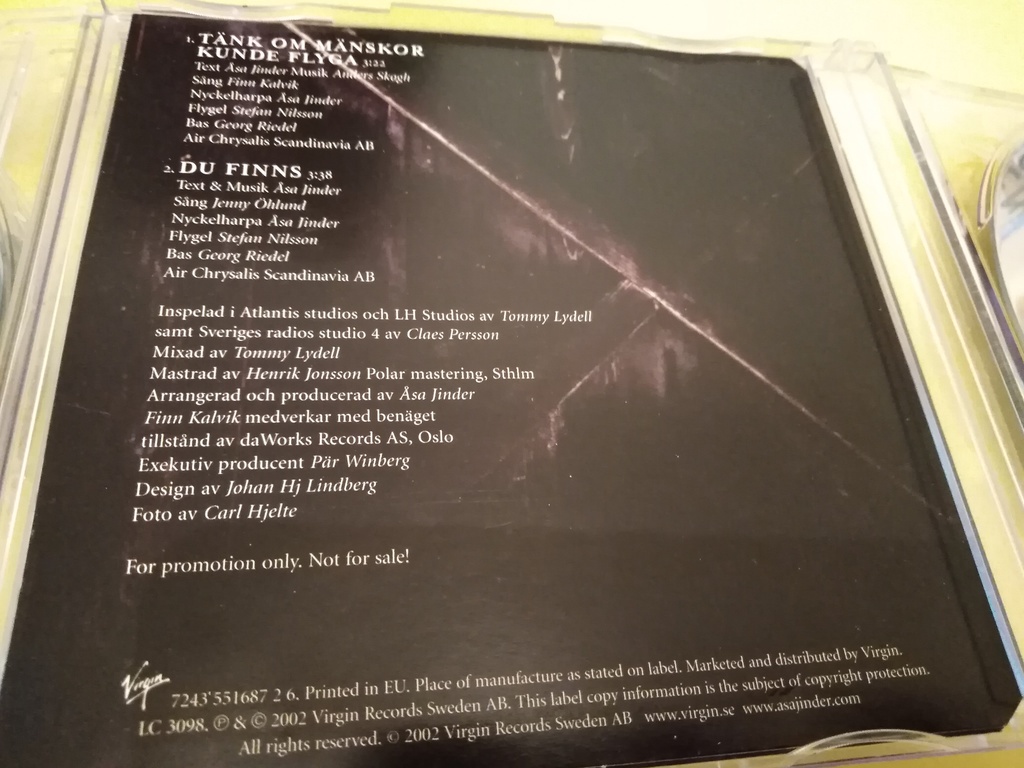 1. TÄNK OM MÄNSKOR
KUNDE FLYGA 3:22
Text Åsa Jinder Musik Anders Skogh
Sång Finn Kalvik
Nyckelharpa Åsa Jinder
Flygel Stefan Nilsson
Bas Georg Riedel
Air Chrysalis Scandinavia AB
2. DU FINNS 3:38
Text & Musik Åsa Jinder
Sång Jenny Öhlund
Nyckelharpa Åsa Jinder
Flygel Stefan Nilsson
Bas Georg Riedel
Air Chrysalis Scandinavia AB
Inspelad i Atlantis studios och LH Studios av Tommy Lydell
samt Sveriges radios studio 4 av Claes Persson
Mixad av Tommy Lydell
Mastrad av Henrik Jonsson Polar mastering, Sthlm
Arrangerad och producerad av Åsa Jinder
Finn Kalvik medverkar med benäget
tillstånd av daWorks Records AS, Oslo
Exekutiv producent Pär Winberg
Design av Johan Hj Lindberg
Foto av Carl Hjelte
For promotion only. Not for sale!
Virgin 7243 551687 2 6. Printed in EU. Place of manufacture as stated on label. Marketed and distributed by Virgin.
LC 3098. ℗ & © 2002 Virgin Records Sweden AB. This label copy information is the subject of copyright protection.
All rights reserved. © 2002 Virgin Records Sweden AB www.virgin.se www.asajinder.com